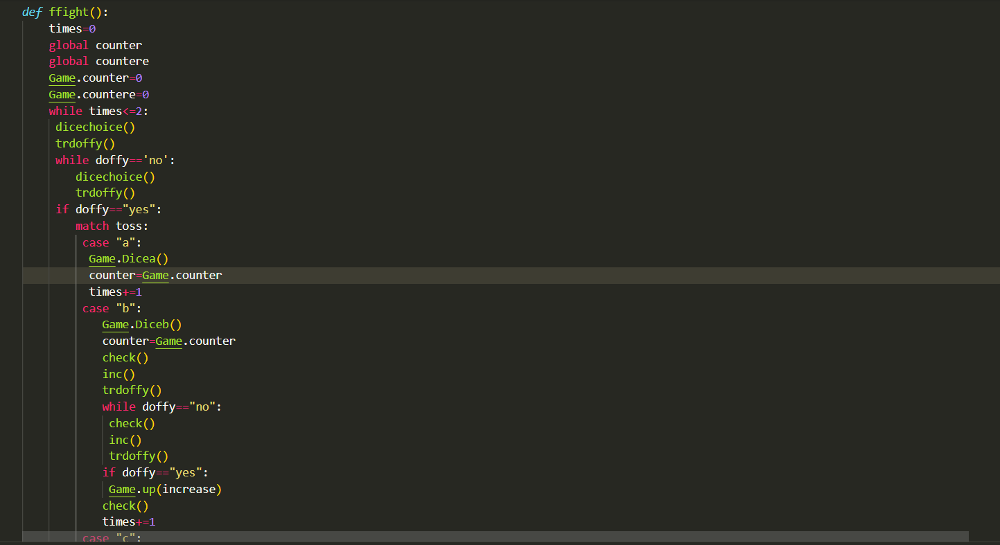 def ffight():
    times=0
    global counter
    global countere
    Game.counter=0
    Game.countere=0
    while times<=2:
     dicechoice()
     trdoffy()
     while doffy=='no':
        dicechoice()
        trdoffy()
     if doffy=="yes":
        match toss:
         case "a":
          Game.Dicea()
          counter=Game.counter
          times+=1
         case "b":
            Game.Diceb()
            counter=Game.counter
            check()
            inc()
            trdoffy()
            while doffy=="no":
             check()
             inc()
             trdoffy()
            if doffy=="yes":
             Game.up(increase)
            check()
            times+=1
         case "c":